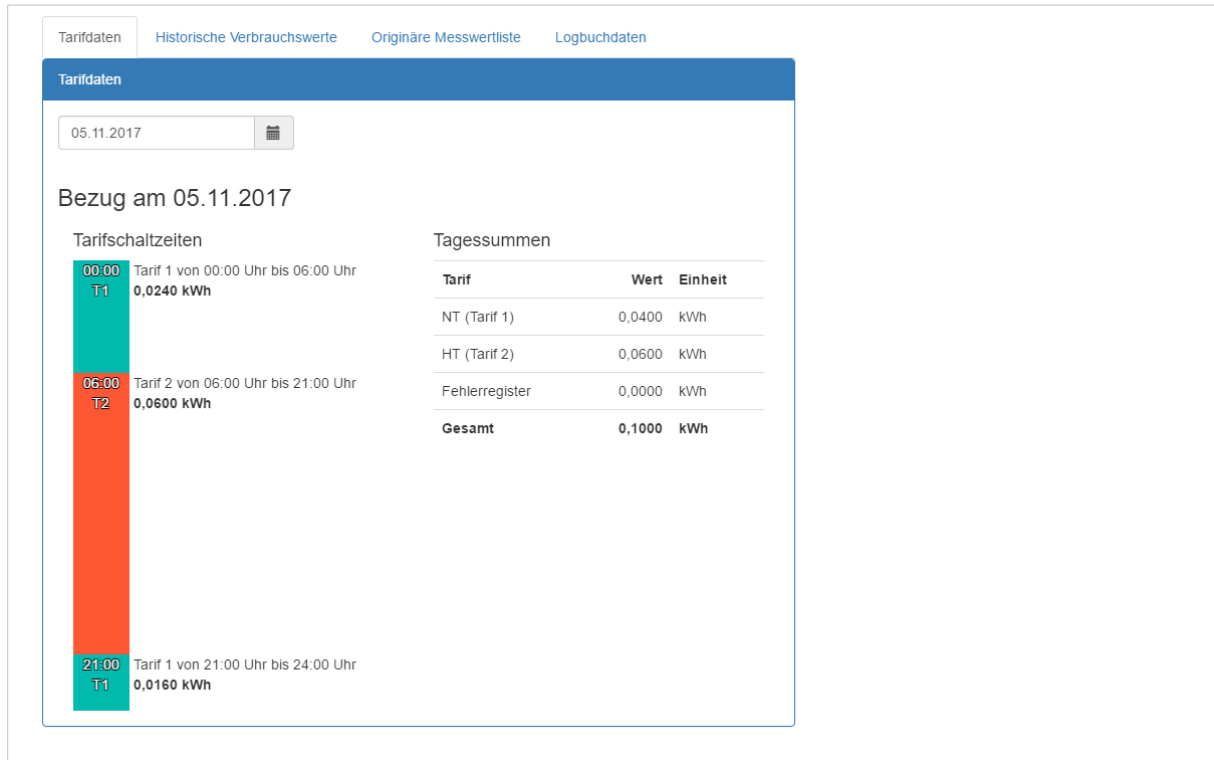 Tarifdaten Historische Verbrauchswerte Originäre Messwertliste Logbuchdaten
Tarifdaten
05.11.2017
Bezug am 05.11.2017
Tarifschaltzeiten
00:00 Tarif 1 von 00:00 Uhr bis 06:00 Uhr
T1 0,0240 kWh
06:00 Tarif 2 von 06:00 Uhr bis 21:00 Uhr
T2 0,0600 kWh
21:00 Tarif 1 von 21:00 Uhr bis 24:00 Uhr
T1 0,0160 kWh
Tagessummen
Tarif Wert Einheit
NT (Tarif 1) 0,0400 kWh
HT (Tarif 2) 0,0600 kWh
Fehlerregister 0,0000 kWh
Gesamt 0,1000 kWh